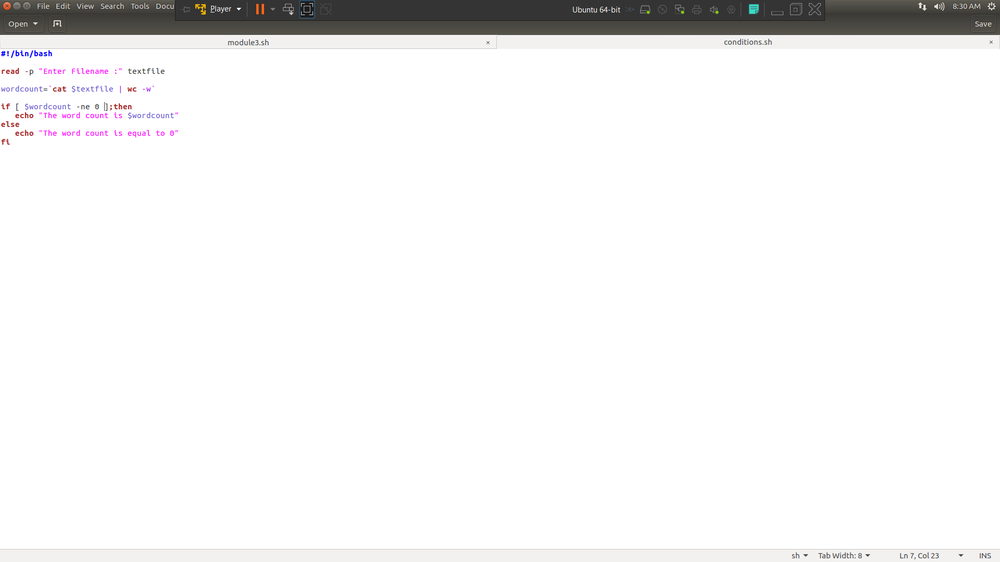 File Edit View Search Tools Docu Player Ubuntu 64-bit 8:30 AM
Open Save
module3.sh × conditions.sh ×
#!/bin/bash
read -p "Enter Filename :" textfile
wordcount=`cat $textfile | wc -w`
if [ $wordcount -ne 0 ];then
   echo "The word count is $wordcount"
else
   echo "The word count is equal to 0"
fi
sh Tab Width: 8 Ln 7, Col 23 INS